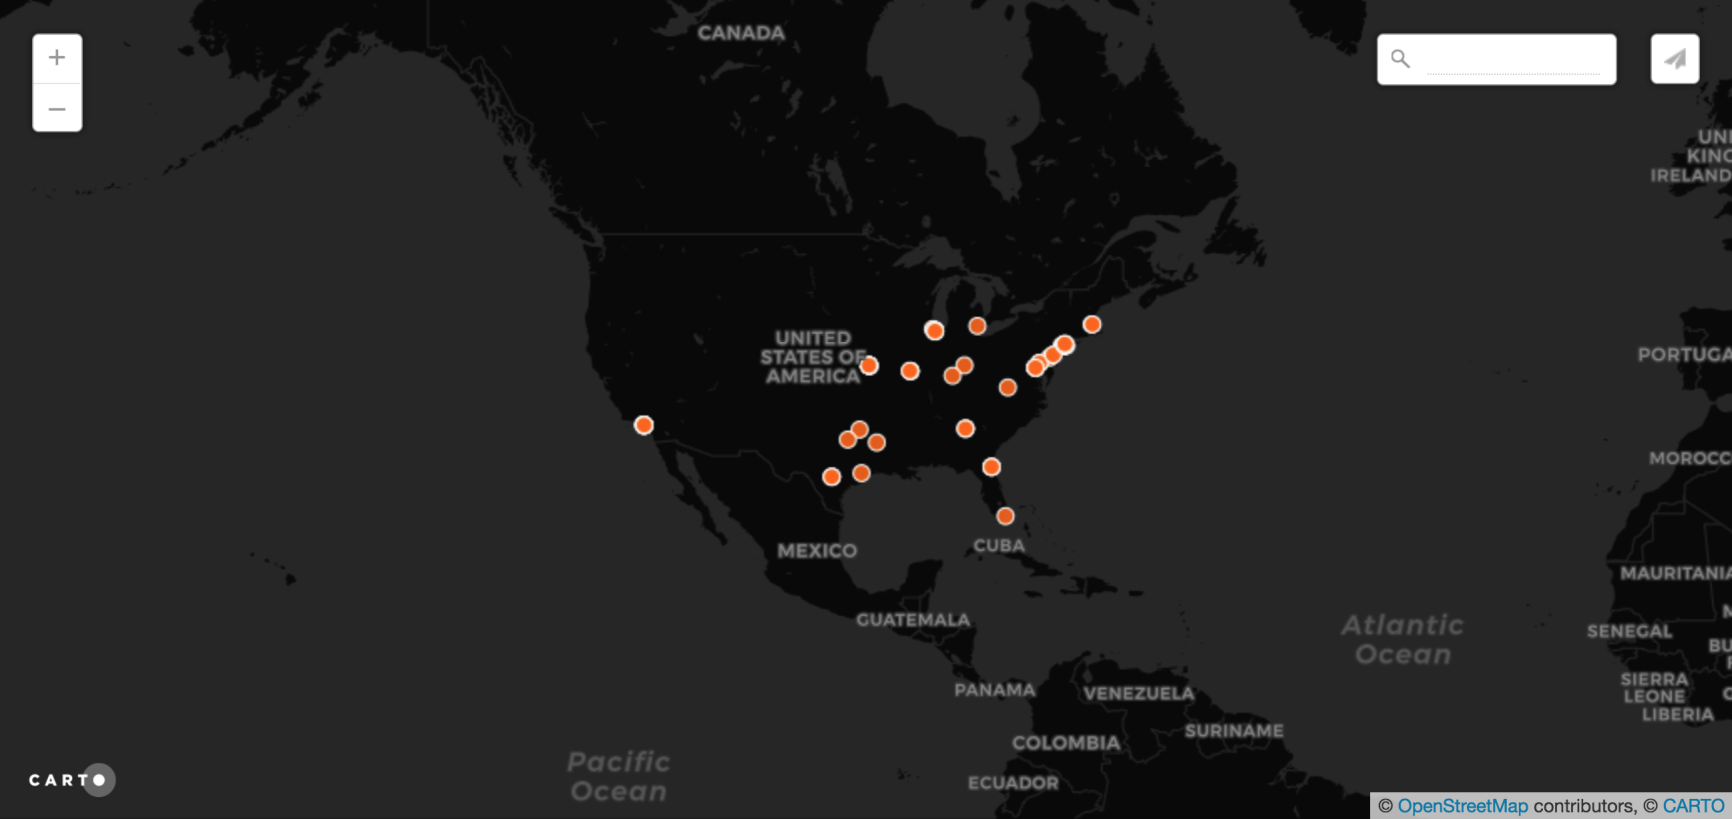 CANADA
+
−
UNITED
STATES OF
AMERICA
MEXICO
CUBA
GUATEMALA
PANAMA
VENEZUELA
COLOMBIA
SURINAME
ECUADOR
Pacific
Ocean
Atlantic
Ocean
UNI
KING
IRELAND
PORTUGA
MOROCC
MAURITANIA
SENEGAL
BU
SIERRA
LEONE
LIBERIA
CARTO
© OpenStreetMap contributors, © CARTO